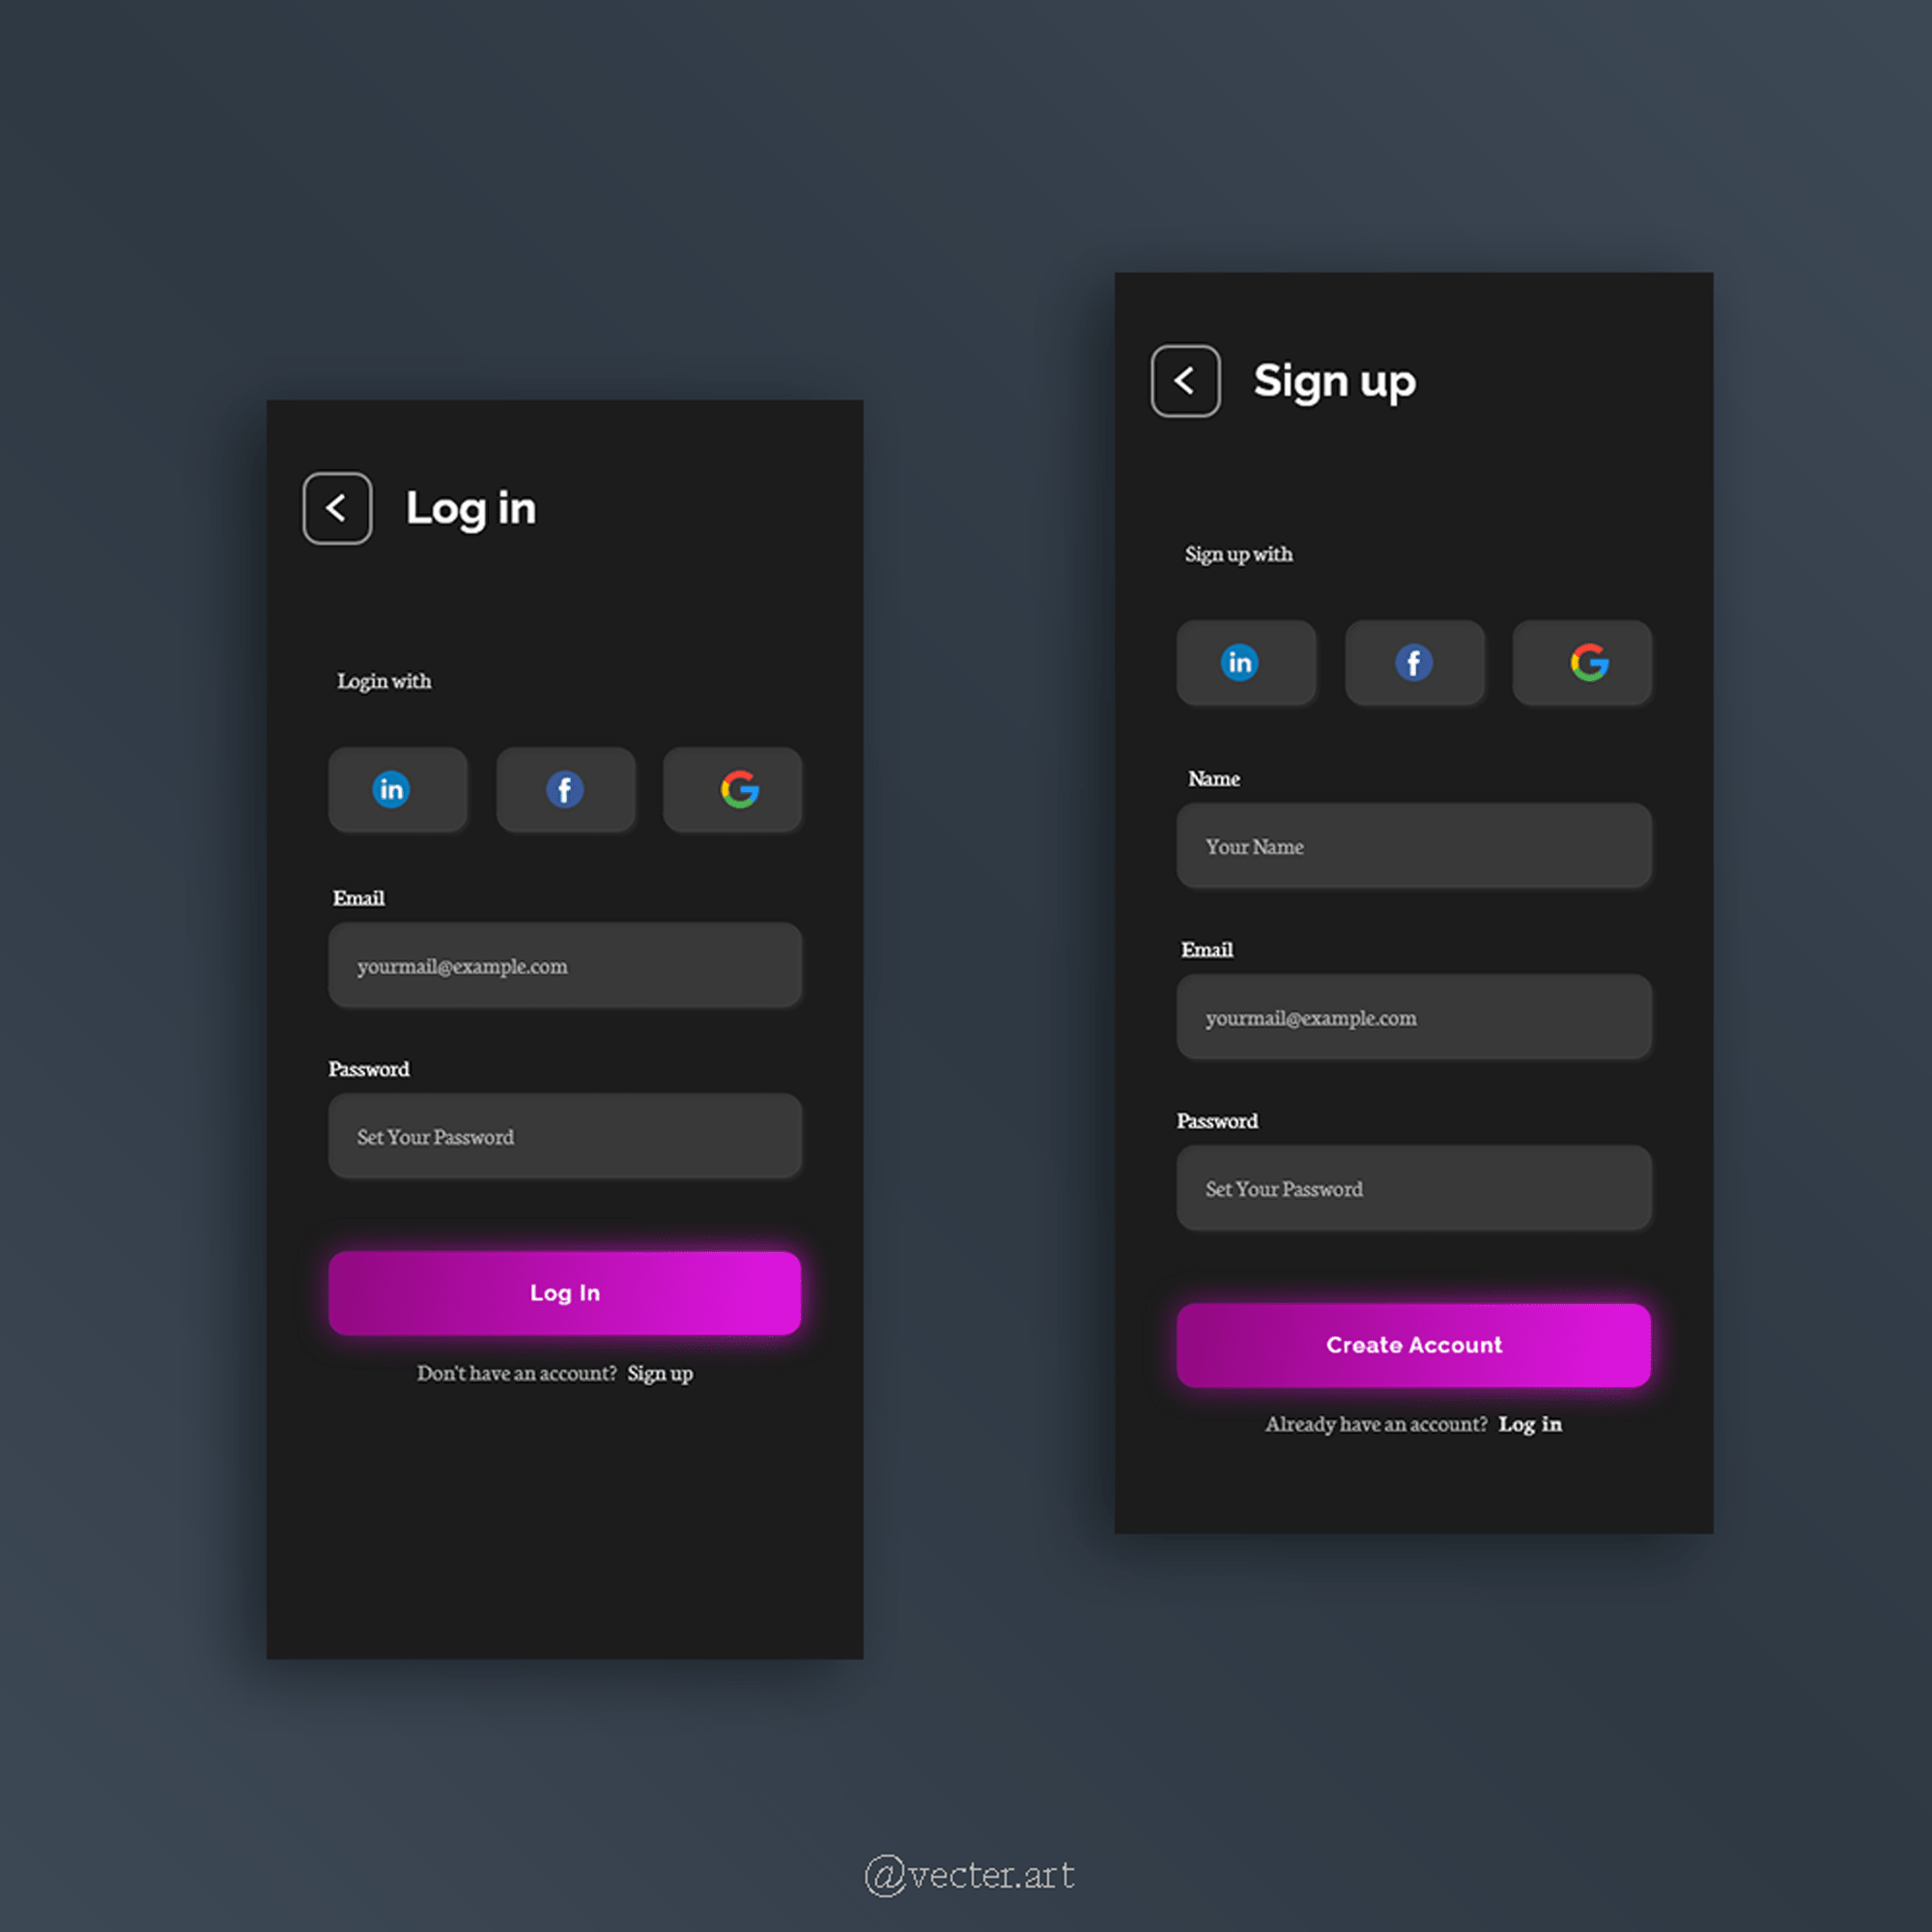 Log in
Login with
in f G
Email
yourmail@example.com
Password
Set Your Password
Log In
Don't have an account? Sign up
Sign up
Sign up with
in f G
Name
Your Name
Email
yourmail@example.com
Password
Set Your Password
Create Account
Already have an account? Log in
@vecter.art